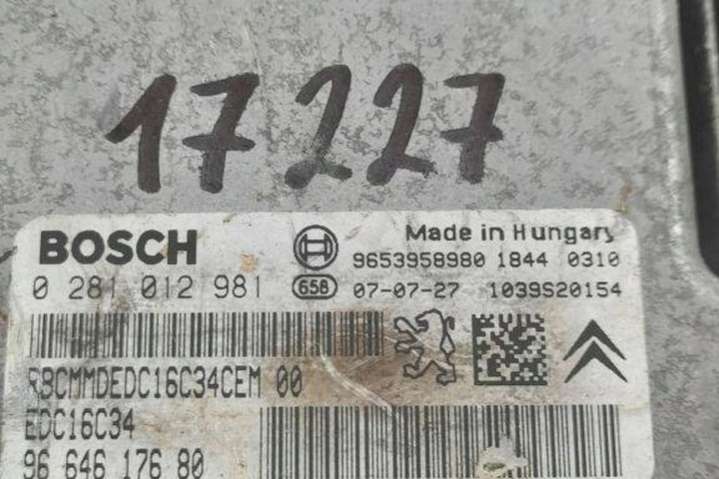 17227
BOSCH
Made in Hungary
9653958980 1844 0310
0 281 012 981
658 07-07-27 1039S20154
RBCMMDEDC16C34CEM 00
EDC16C34
96 646 176 80